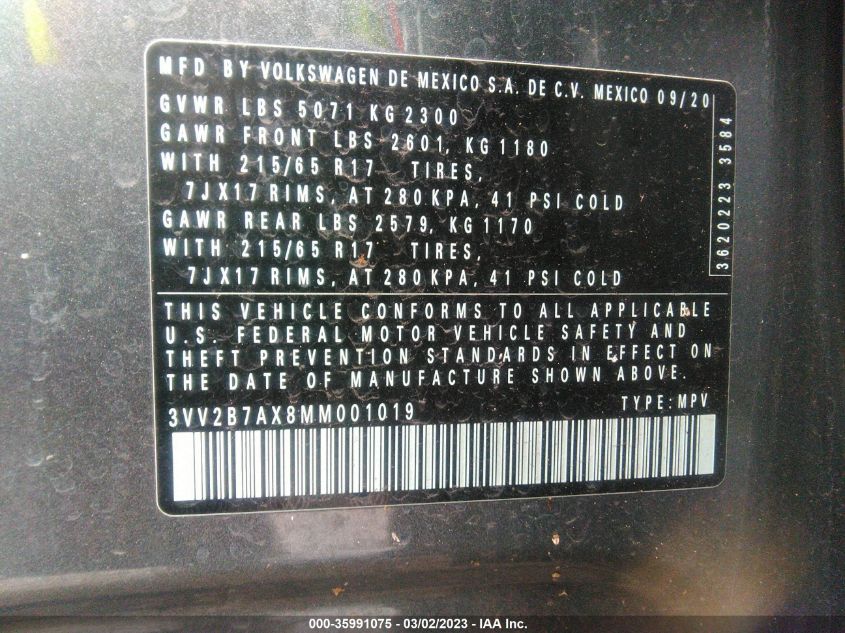 MFD BY VOLKSWAGEN DE MEXICO S.A. DE C.V. MEXICO 09/20
GVWR LBS 5071 KG 2300
GAWR FRONT LBS 2601, KG 1180
WITH 215/65 R17 TIRES,
7JX17 RIMS, AT 280KPA, 41 PSI COLD
GAWR REAR LBS 2579, KG 1170
WITH 215/65 R17 TIRES,
7JX17 RIMS, AT 280KPA, 41 PSI COLD
3620223 3584
THIS VEHICLE CONFORMS TO ALL APPLICABLE
U.S. FEDERAL MOTOR VEHICLE SAFETY AND
THEFT PREVENTION STANDARDS IN EFFECT ON
THE DATE OF MANUFACTURE SHOWN ABOVE.
3VV2B7AX8MM001019 TYPE:MPV
000-35991075 - 03/02/2023 - IAA Inc.